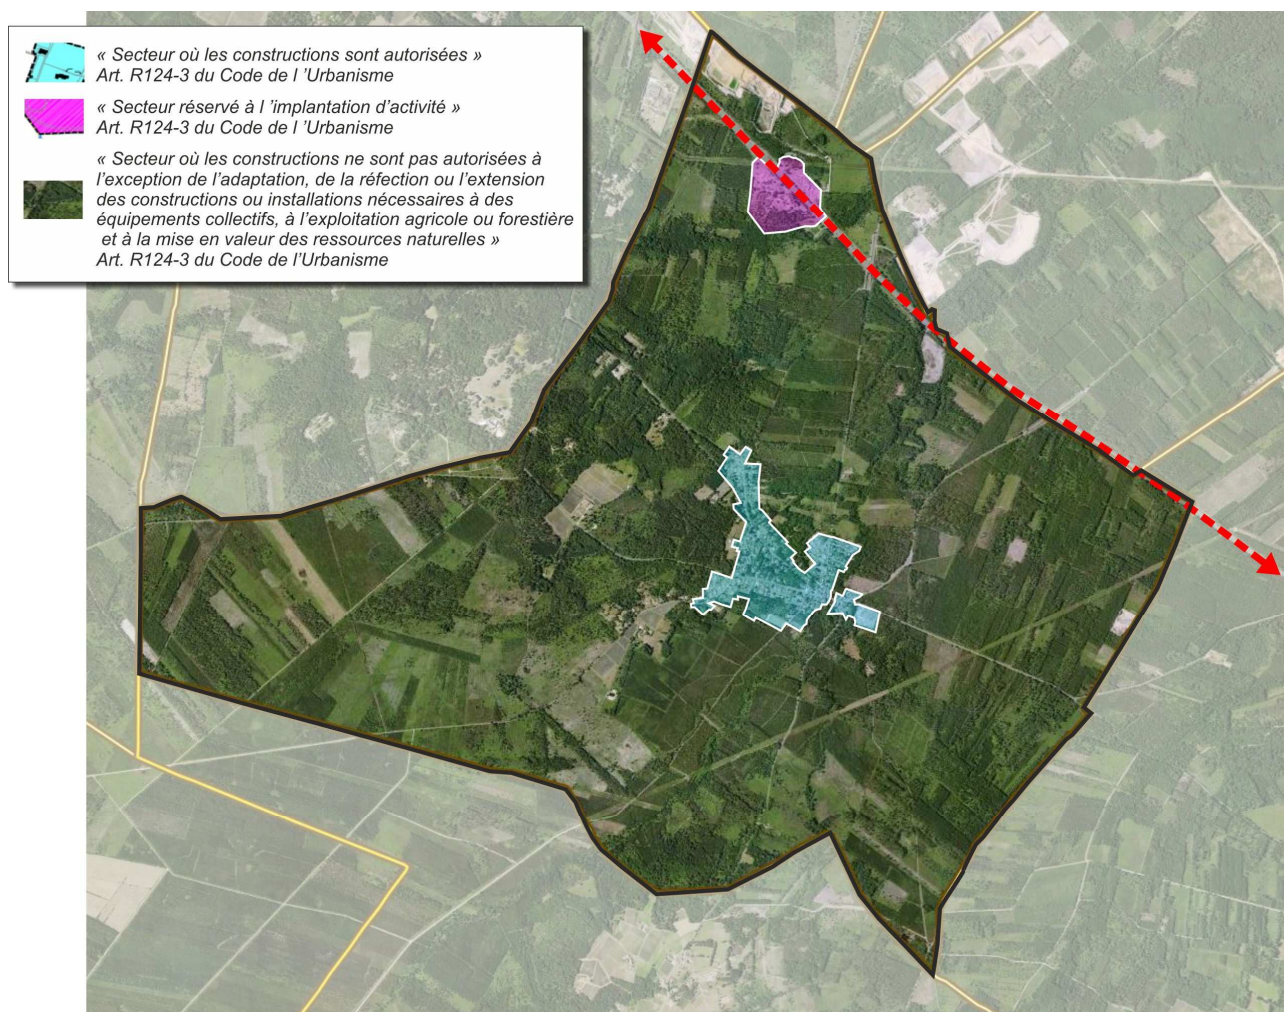 « Secteur où les constructions sont autorisées »
Art. R124-3 du Code de l ’Urbanisme
« Secteur réservé à l ’implantation d’activité »
Art. R124-3 du Code de l ’Urbanisme
« Secteur où les constructions ne sont pas autorisées à
l’exception de l’adaptation, de la réfection ou l’extension
des constructions ou installations nécessaires à des
équipements collectifs, à l’exploitation agricole ou forestière
et à la mise en valeur des ressources naturelles »
Art. R124-3 du Code de l’Urbanisme